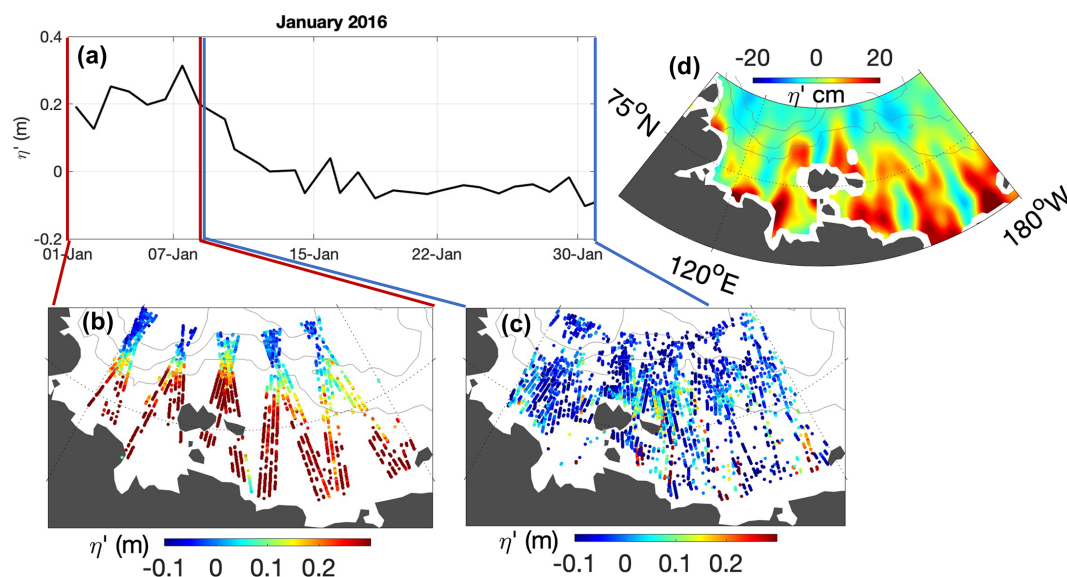 January 2016
(a)
η' (m)
0.4
0.2
0
-0.2
01-Jan 07-Jan 15-Jan 22-Jan 30-Jan
(d)
-20 0 20
η' cm
75°N
120°E
180°W
(b)
η' (m)
-0.1 0 0.1 0.2
(c)
η' (m)
-0.1 0 0.1 0.2